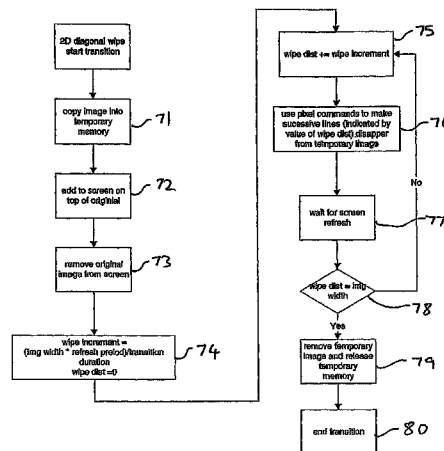 2D diagonal wipe
start transition
copy image into
temporary
memory
71
add to screen on
top of originial
72
remove original
image from screen
73
wipe increment =
(img width * refresh preiod)/transition
duration
wipe dist =0
74
75
wipe dist += wipe increment
use pixel commands to make
successive lines (indicated by
value of wipe dist) disapper
from temporary image
76
No
wait for screen
refresh
77
wipe dist = img
width
78
Yes
remove temporary
image and release
temporary
memory
79
end transition
80